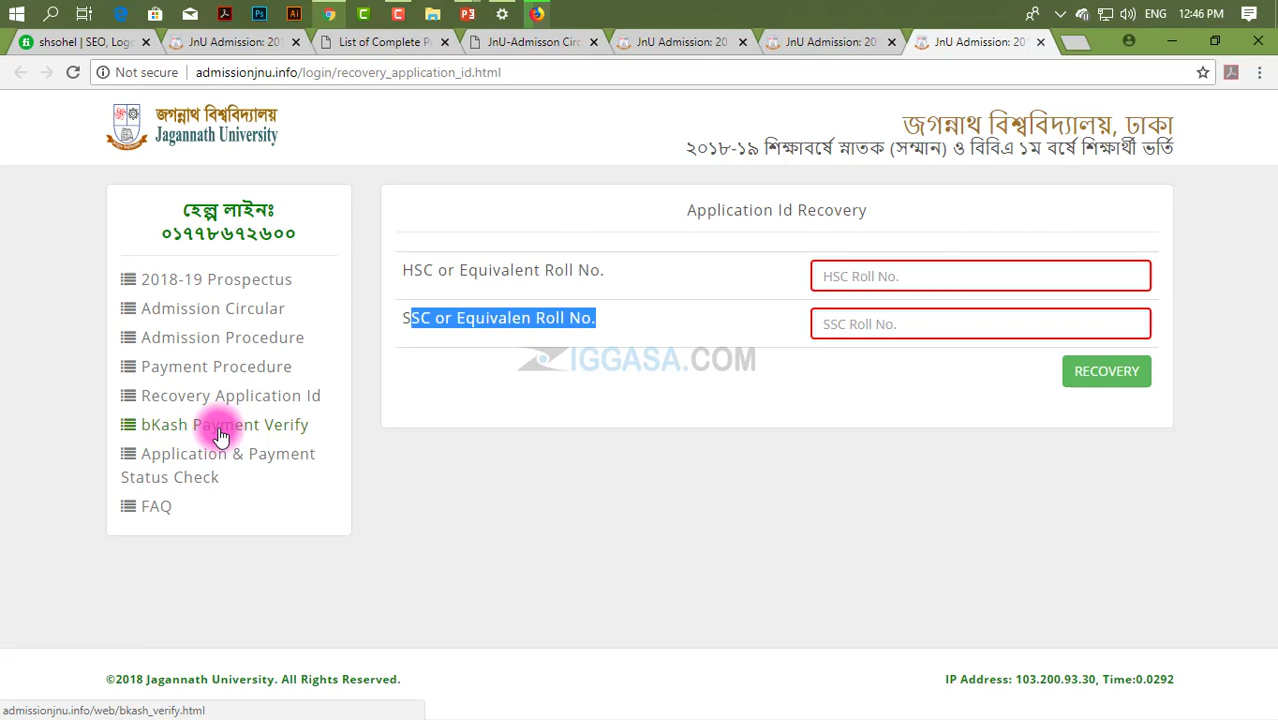 ENG
12:46 PM
shsohel | SEO, Logo
JnU Admission: 201
List of Complete P
JnU-Admisson Circ
JnU Admission: 20
JnU Admission: 20
JnU Admission: 20
Not secure
admissionjnu.info/login/recovery_application_id.html
জগন্নাথ বিশ্ববিদ্যালয়
Jagannath University
জগন্নাথ বিশ্ববিদ্যালয়, ঢাকা
২০১৮-১৯ শিক্ষাবর্ষে স্নাতক (সম্মান) ও বিবিএ ১ম বর্ষে শিক্ষার্থী ভর্তি
হেল্প লাইনঃ
০১৭৭৮৬৭২৬০০
2018-19 Prospectus
Admission Circular
Admission Procedure
Payment Procedure
Recovery Application Id
bKash Payment Verify
Application & Payment
Status Check
FAQ
Application Id Recovery
HSC or Equivalent Roll No.
HSC Roll No.
SSC or Equivalen Roll No.
SSC Roll No.
ZIGGASA.COM
RECOVERY
©2018 Jagannath University. All Rights Reserved.
IP Address: 103.200.93.30, Time:0.0292
admissionjnu.info/web/bkash_verify.html